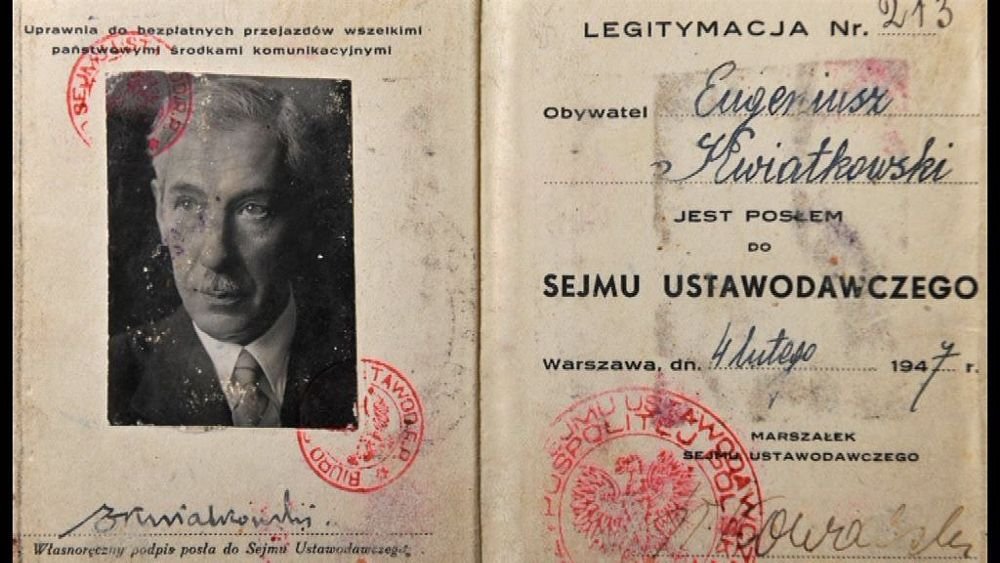 Uprawnia do bezpłatnych przejazdów wszelkimi
państwowymi środkami komunikacyjnymi
Własnoręczny podpis posła do Sejmu Ustawodawczego
LEGITYMACJA Nr. 213
Obywatel Eugeniusz
Kwiatkowski
JEST POSŁEM
DO
SEJMU USTAWODAWCZEGO
Warszawa, dn. 4 lutego 1947 r.
MARSZAŁEK
SEJMU USTAWODAWCZEGO